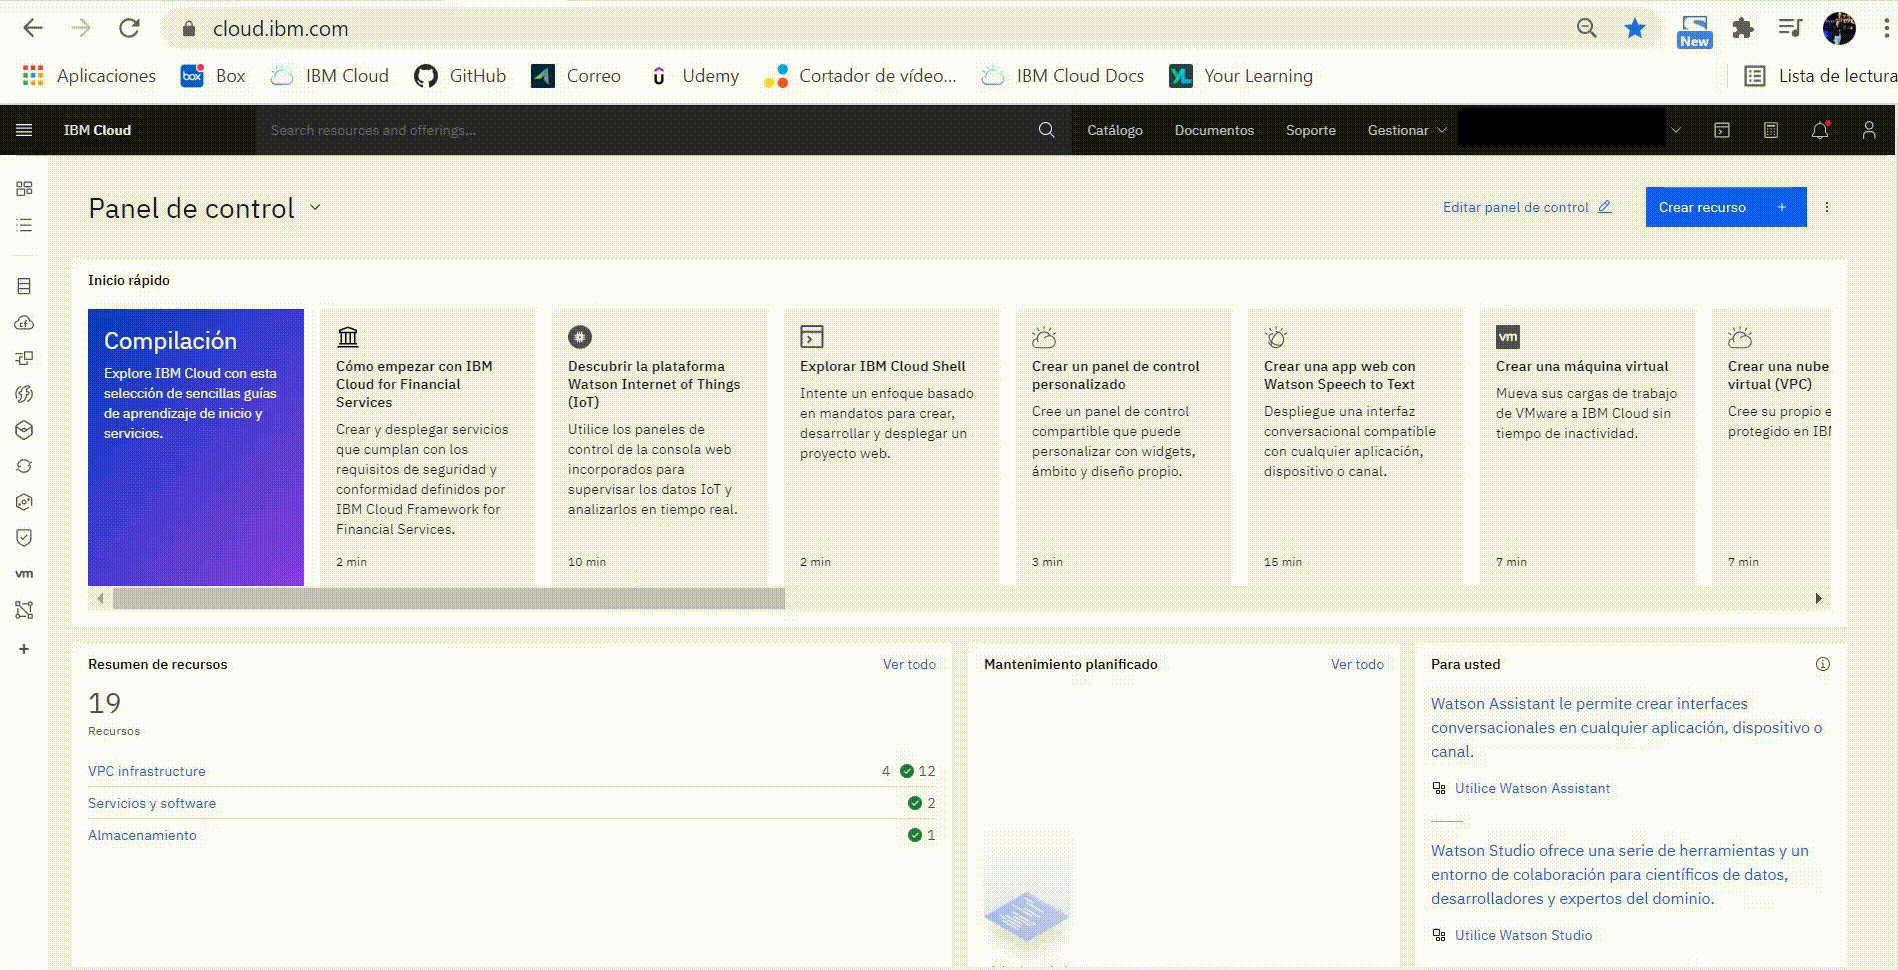 cloud.ibm.com
New
Aplicaciones
box
Box
IBM Cloud
GitHub
Correo
Udemy
Cortador de vídeo...
IBM Cloud Docs
YL
Your Learning
Lista de lectura
IBM Cloud
Search resources and offerings...
Catálogo
Documentos
Soporte
Gestionar
Panel de control
Editar panel de control
Crear recurso +
Inicio rápido
Compilación
Explore IBM Cloud con esta
selección de sencillas guías
de aprendizaje de inicio y
servicios.
Cómo empezar con IBM
Cloud for Financial
Services
Crear y desplegar servicios
que cumplan con los
requisitos de seguridad y
conformidad definidos por
IBM Cloud Framework for
Financial Services.
2 min
Descubrir la plataforma
Watson Internet of Things
(IoT)
Utilice los paneles de
control de la consola web
incorporados para
supervisar los datos IoT y
analizarlos en tiempo real.
10 min
Explorar IBM Cloud Shell
Intente un enfoque basado
en mandatos para crear,
desarrollar y desplegar un
proyecto web.
2 min
Crear un panel de control
personalizado
Cree un panel de control
compartible que puede
personalizar con widgets,
ámbito y diseño propio.
3 min
Crear una app web con
Watson Speech to Text
Despliegue una interfaz
conversacional compatible
con cualquier aplicación,
dispositivo o canal.
15 min
vm
Crear una máquina virtual
Mueva sus cargas de trabajo
de VMware a IBM Cloud sin
tiempo de inactividad.
7 min
Crear una nube
virtual (VPC)
Cree su propio e
protegido en IBM
7 min
cf
vm
Resumen de recursos
Ver todo
19
Recursos
VPC infrastructure 4 12
Servicios y software 2
Almacenamiento 1
Mantenimiento planificado
Ver todo
Para usted
Watson Assistant le permite crear interfaces
conversacionales en cualquier aplicación, dispositivo o
canal.
Utilice Watson Assistant
Watson Studio ofrece una serie de herramientas y un
entorno de colaboración para científicos de datos,
desarrolladores y expertos del dominio.
Utilice Watson Studio